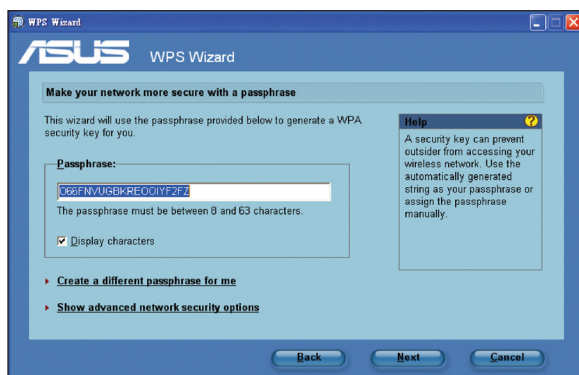 WPS Wizard
ASUS WPS Wizard
Make your network more secure with a passphrase
This wizard will use the passphrase provided below to generate a WPA
security key for you.
Passphrase:
O66FNVUGBKREOOIYF2FZ
The passphrase must be between 8 and 63 characters.
Display characters
Create a different passphrase for me
Show advanced network security options
Help
A security key can prevent
outsider from accessing your
wireless network. Use the
automatically generated
string as your passphrase or
assign the passphrase
manually.
Back Next Cancel